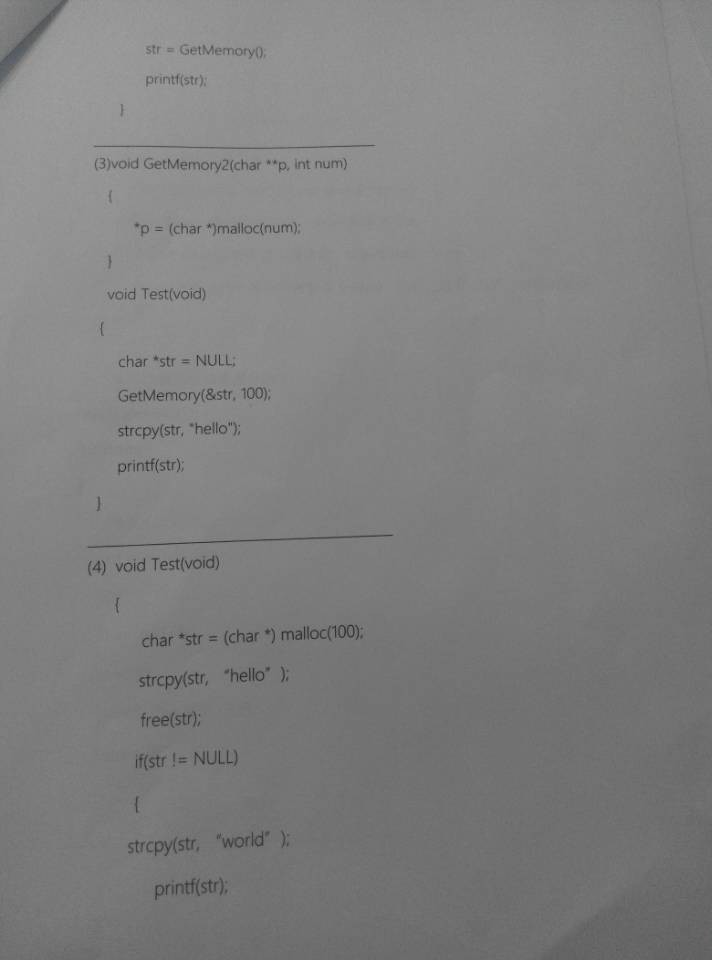 str = GetMemory();
printf(str);
}
(3)void GetMemory2(char **p, int num)
{
*p = (char *)malloc(num);
}
void Test(void)
{
char *str = NULL;
GetMemory(&str, 100);
strcpy(str, "hello");
printf(str);
}
(4) void Test(void)
{
char *str = (char *) malloc(100);
strcpy(str, “hello” );
free(str);
if(str != NULL)
{
strcpy(str, “world” );
printf(str);